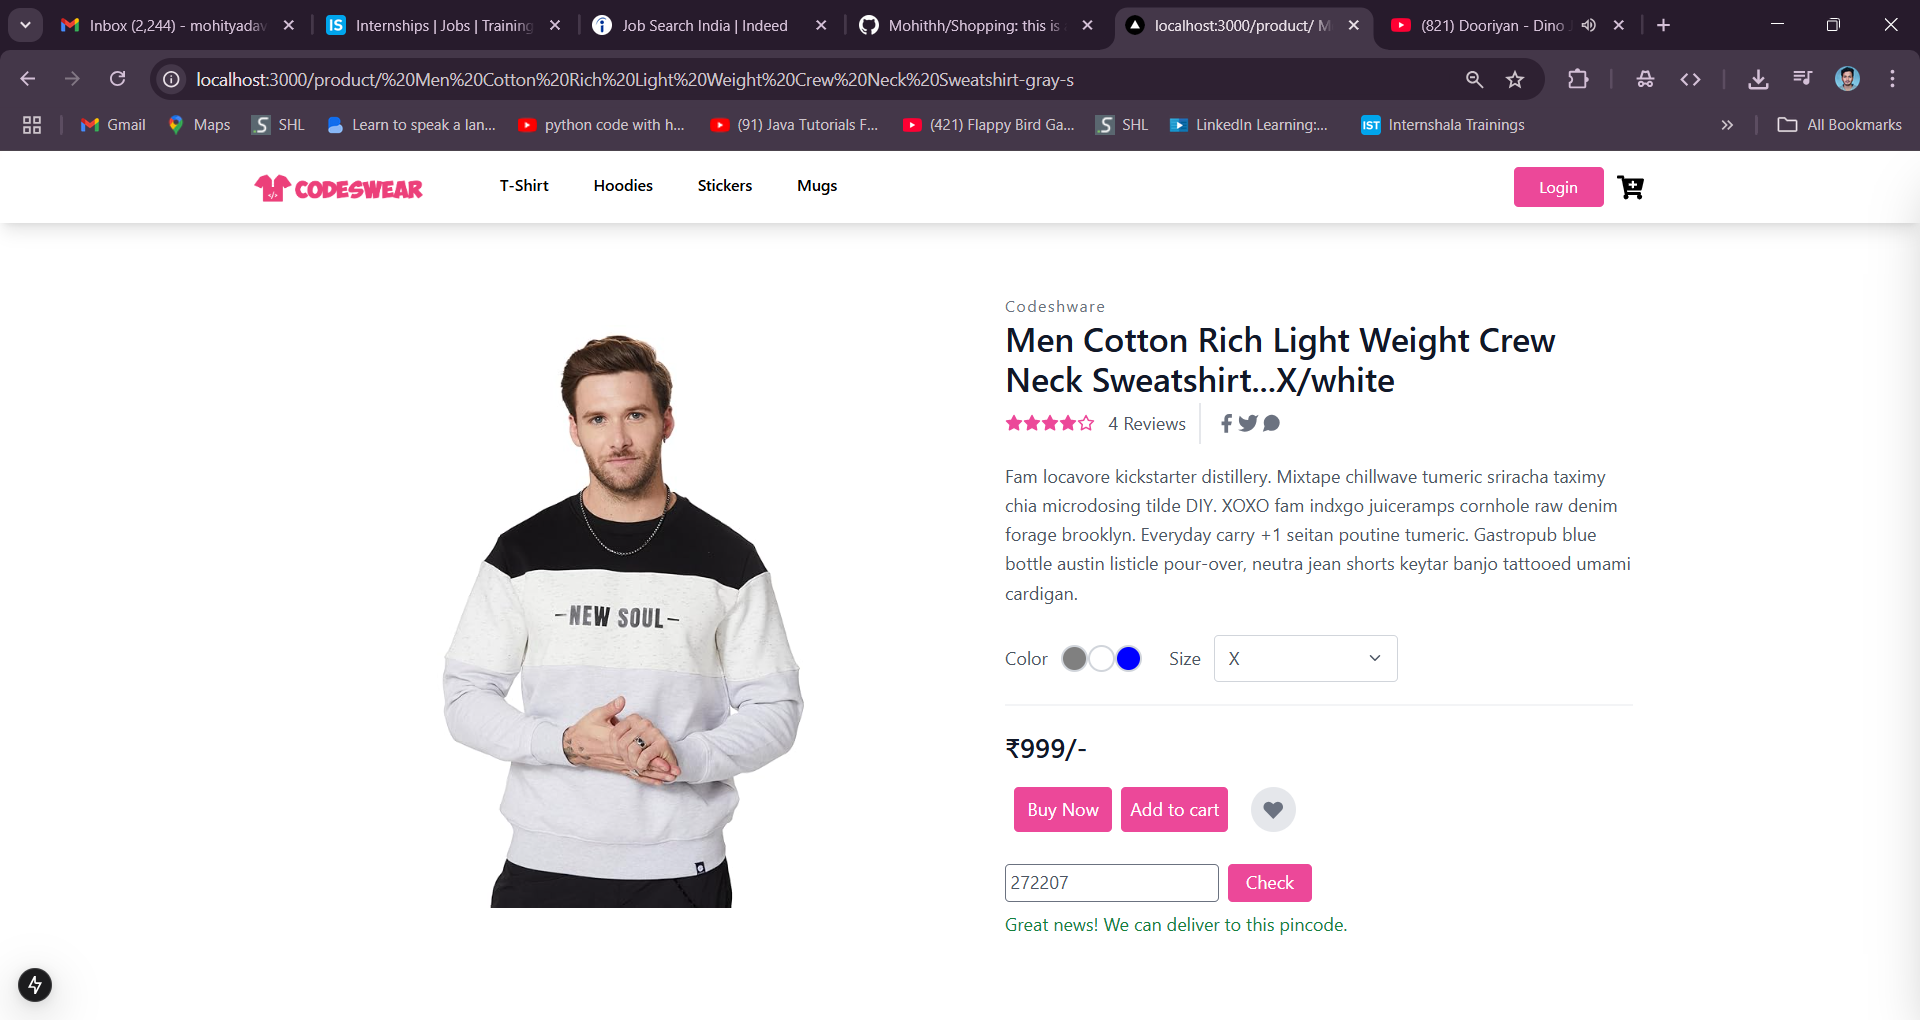 Inbox (2,244) - mohityadav
Internships | Jobs | Training
Job Search India | Indeed
Mohithh/Shopping: this is
localhost:3000/product/ M
(821) Dooriyan - Dino
localhost:3000/product/%20Men%20Cotton%20Rich%20Light%20Weight%20Crew%20Neck%20Sweatshirt-gray-s
Gmail
Maps
SHL
Learn to speak a lan...
python code with h...
(91) Java Tutorials F...
(421) Flappy Bird Ga...
SHL
LinkedIn Learning:...
IST Internshala Trainings
All Bookmarks
CODESWEAR
T-Shirt
Hoodies
Stickers
Mugs
Login
Codeshware
Men Cotton Rich Light Weight Crew
Neck Sweatshirt...X/white
4 Reviews
Fam locavore kickstarter distillery. Mixtape chillwave tumeric sriracha taximy
chia microdosing tilde DIY. XOXO fam indxgo juiceramps cornhole raw denim
forage brooklyn. Everyday carry +1 seitan poutine tumeric. Gastropub blue
bottle austin listicle pour-over, neutra jean shorts keytar banjo tattooed umami
cardigan.
-NEW SOUL-
Color
Size
X
₹999/-
Buy Now
Add to cart
272207
Check
Great news! We can deliver to this pincode.